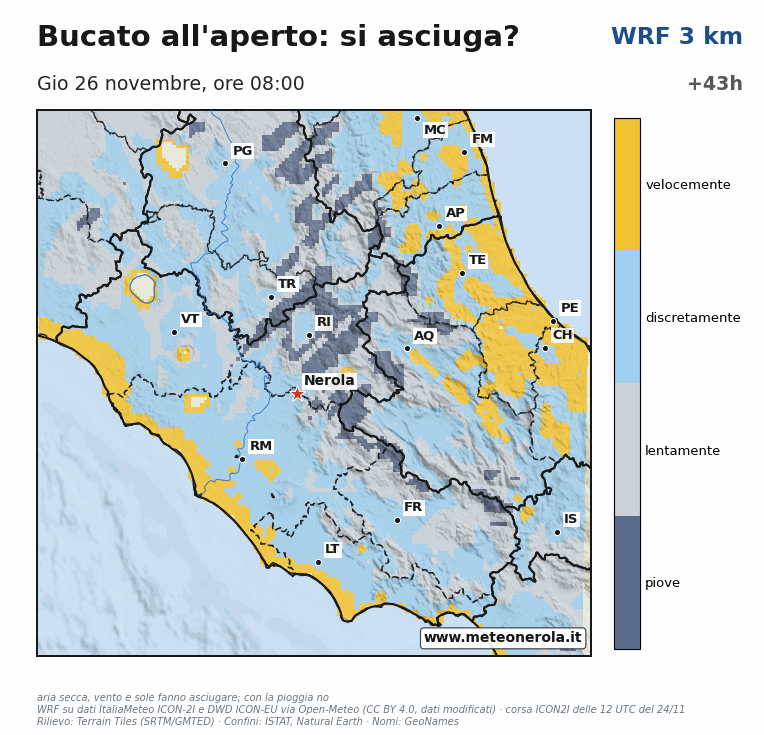 Bucato all'aperto: si asciuga?
WRF 3 km
Gio 26 novembre, ore 08:00
+43h
MC
FM
PG
AP
TE
TR
PE
VT
RI
CH
AQ
Nerola
RM
FR
IS
LT
velocemente
discretamente
lentamente
piove
www.meteonerola.it
aria secca, vento e sole fanno asciugare; con la pioggia no
WRF su dati ItaliaMeteo ICON-2I e DWD ICON-EU via Open-Meteo (CC BY 4.0, dati modificati) · corsa ICON2I delle 12 UTC del 24/11
Rilievo: Terrain Tiles (SRTM/GMTED) · Confini: ISTAT, Natural Earth · Nomi: GeoNames